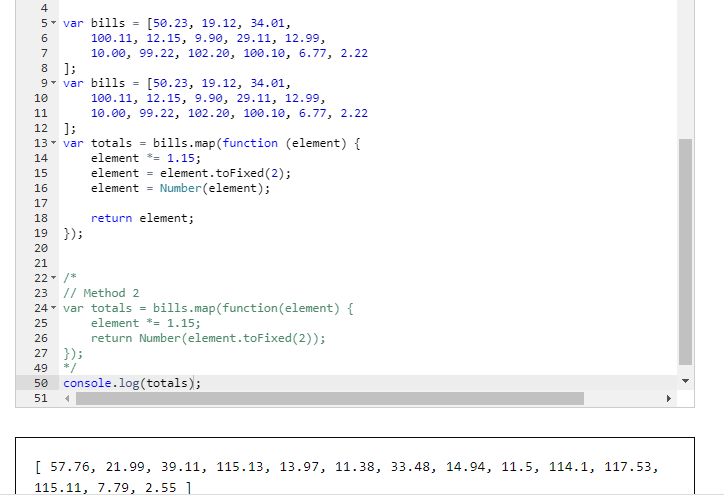 4
5 var bills = [50.23, 19.12, 34.01,
6     100.11, 12.15, 9.90, 29.11, 12.99,
7     10.00, 99.22, 102.20, 100.10, 6.77, 2.22
8 ];
9 var bills = [50.23, 19.12, 34.01,
10     100.11, 12.15, 9.90, 29.11, 12.99,
11     10.00, 99.22, 102.20, 100.10, 6.77, 2.22
12 ];
13 var totals = bills.map(function (element) {
14     element *= 1.15;
15     element = element.toFixed(2);
16     element = Number(element);
17
18     return element;
19 });
20
21
22 /*
23 // Method 2
24 var totals = bills.map(function(element) {
25     element *= 1.15;
26     return Number(element.toFixed(2));
27 });
49 */
50 console.log(totals);
51
[ 57.76, 21.99, 39.11, 115.13, 13.97, 11.38, 33.48, 14.94, 11.5, 114.1, 117.53,
115.11, 7.79, 2.55 ]